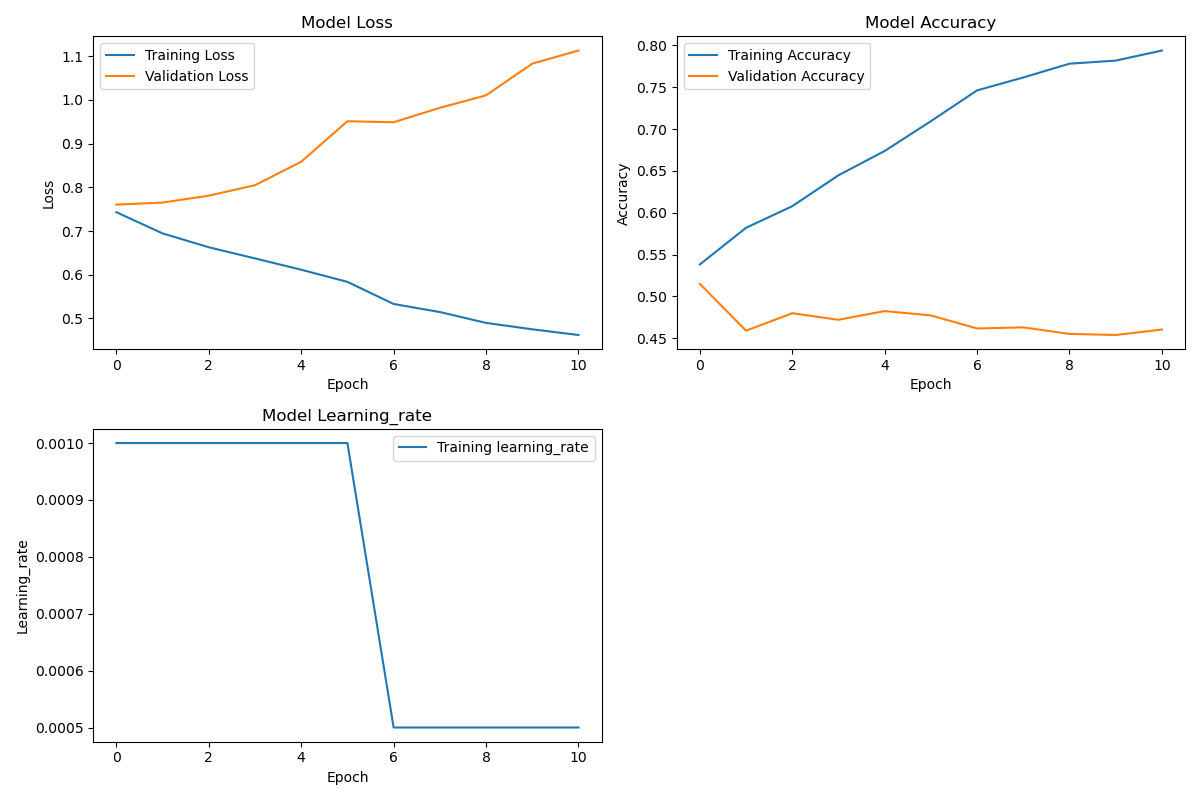 Model Loss
Training Loss
Validation Loss
1.1
1.0
0.9
0.8
0.7
0.6
0.5
Loss
0 2 4 6 8 10
Epoch
Model Accuracy
Training Accuracy
Validation Accuracy
0.80
0.75
0.70
0.65
0.60
0.55
0.50
0.45
Accuracy
0 2 4 6 8 10
Epoch
Model Learning_rate
Training learning_rate
0.0010
0.0009
0.0008
0.0007
0.0006
0.0005
Learning_rate
0 2 4 6 8 10
Epoch